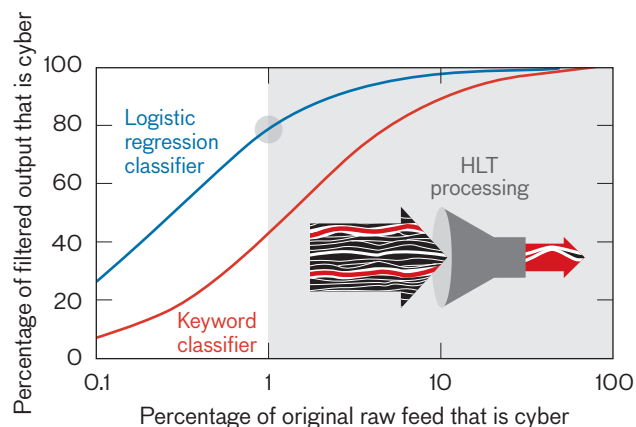 Percentage of filtered output that is cyber
100
80
60
40
20
0
Logistic
regression
classifier
HLT
processing
Keyword
classifier
0.1
1
10
100
Percentage of original raw feed that is cyber